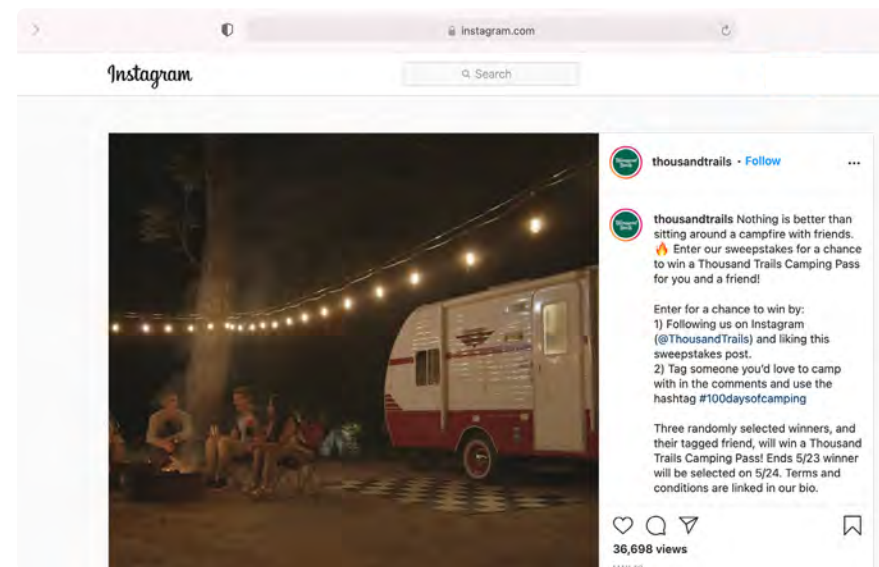 instagram.com
Instagram
Search
thousandtrails • Follow
thousandtrails Nothing is better than
sitting around a campfire with friends.
🔥 Enter our sweepstakes for a chance
to win a Thousand Trails Camping Pass
for you and a friend!
Enter for a chance to win by:
1) Following us on Instagram
(@ThousandTrails) and liking this
sweepstakes post.
2) Tag someone you'd love to camp
with in the comments and use the
hashtag #100daysofcamping
Three randomly selected winners, and
their tagged friend, will win a Thousand
Trails Camping Pass! Ends 5/23 winner
will be selected on 5/24. Terms and
conditions are linked in our bio.
36,698 views